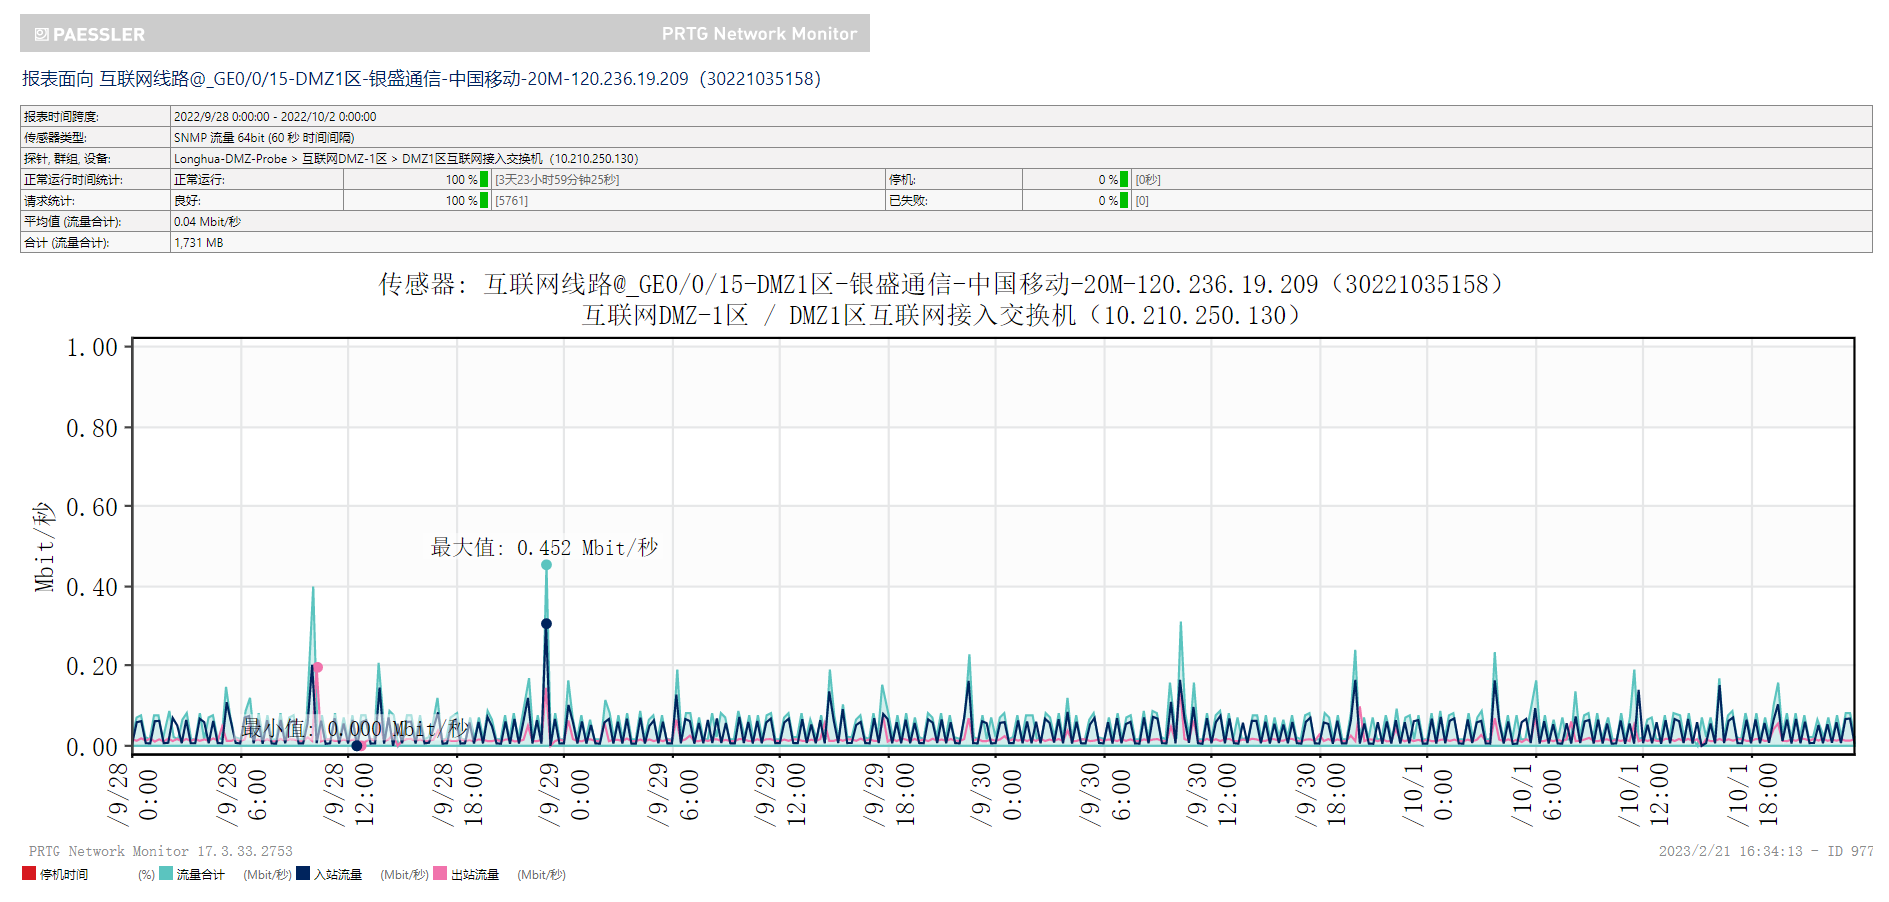 PAESSLER PRTG Network Monitor
报表面向 互联网线路@_GE0/0/15-DMZ1区-银盛通信-中国移动-20M-120.236.19.209（30221035158）
报表时间跨度: 2022/9/28 0:00:00 - 2022/10/2 0:00:00
传感器类型: SNMP 流量 64bit (60 秒 时间间隔)
探针, 群组, 设备: Longhua-DMZ-Probe > 互联网DMZ-1区 > DMZ1区互联网接入交换机（10.210.250.130）
正常运行时间统计: 正常运行: 100 % [3天23小时59分钟25秒] 停机: 0 % [0秒]
请求统计: 良好: 100 % [5761] 已失败: 0 % [0]
平均值 (流量合计): 0.04 Mbit/秒
合计 (流量合计): 1,731 MB
传感器: 互联网线路@_GE0/0/15-DMZ1区-银盛通信-中国移动-20M-120.236.19.209（30221035158）
互联网DMZ-1区 / DMZ1区互联网接入交换机（10.210.250.130）
Mbit/秒
1.00
0.80
0.60
0.40
0.20
0.00
最大值: 0.452 Mbit/秒
最小值: 0.000 Mbit/秒
/9/28 0:00
/9/28 6:00
/9/28 12:00
/9/28 18:00
/9/29 0:00
/9/29 6:00
/9/29 12:00
/9/29 18:00
/9/30 0:00
/9/30 6:00
/9/30 12:00
/9/30 18:00
/10/1 0:00
/10/1 6:00
/10/1 12:00
/10/1 18:00
PRTG Network Monitor 17.3.33.2753 2023/2/21 16:34:13 - ID 977
停机时间 (%) 流量合计 (Mbit/秒) 入站流量 (Mbit/秒) 出站流量 (Mbit/秒)